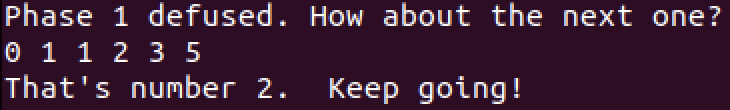 Phase 1 defused. How about the next one?
0 1 1 2 3 5
That's number 2.  Keep going!